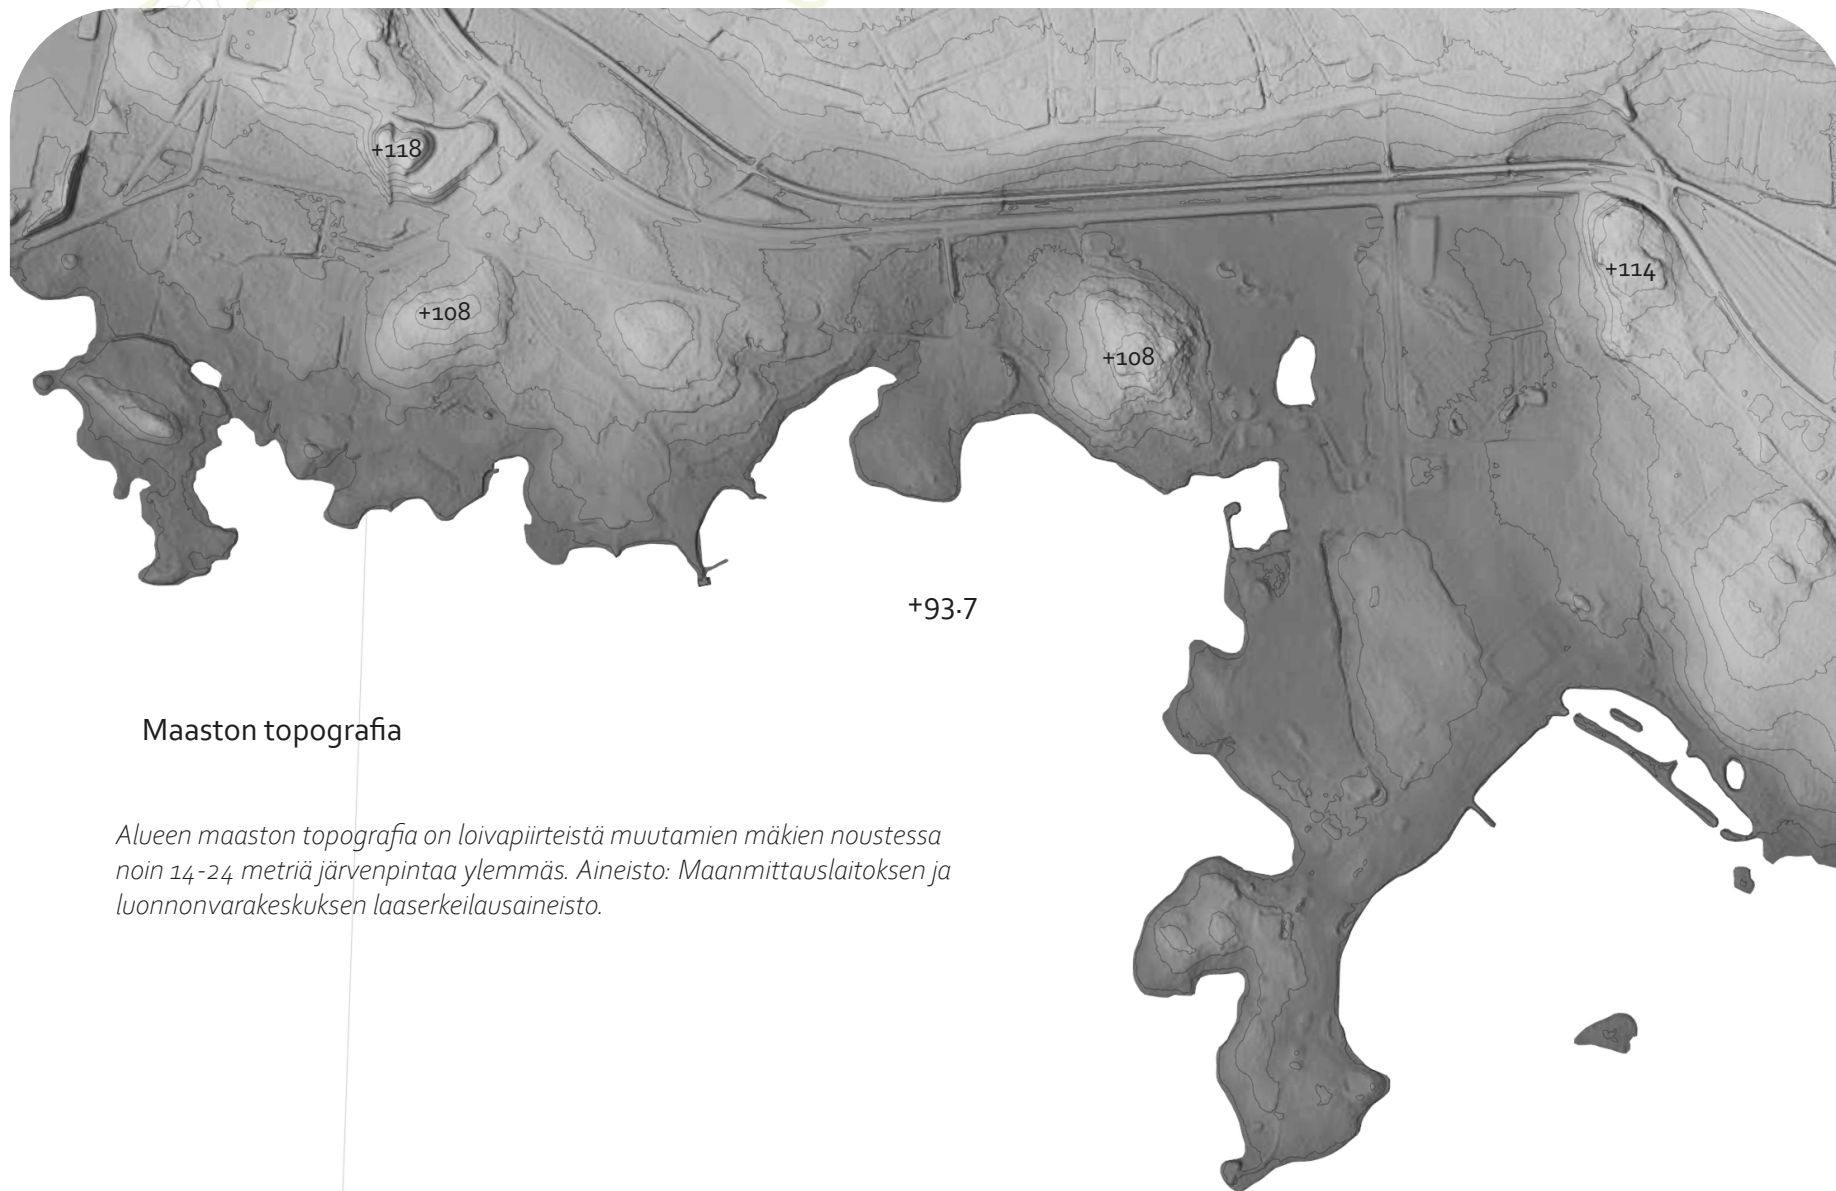 +118
+114
+108
+108
+93.7
Maaston topografia
Alueen maaston topografia on loivapiirteistä muutamien mäkien noustessa
noin 14-24 metriä järvenpintaa ylemmäs. Aineisto: Maanmittauslaitoksen ja
luonnonvarakeskuksen laaserkeilausaineisto.